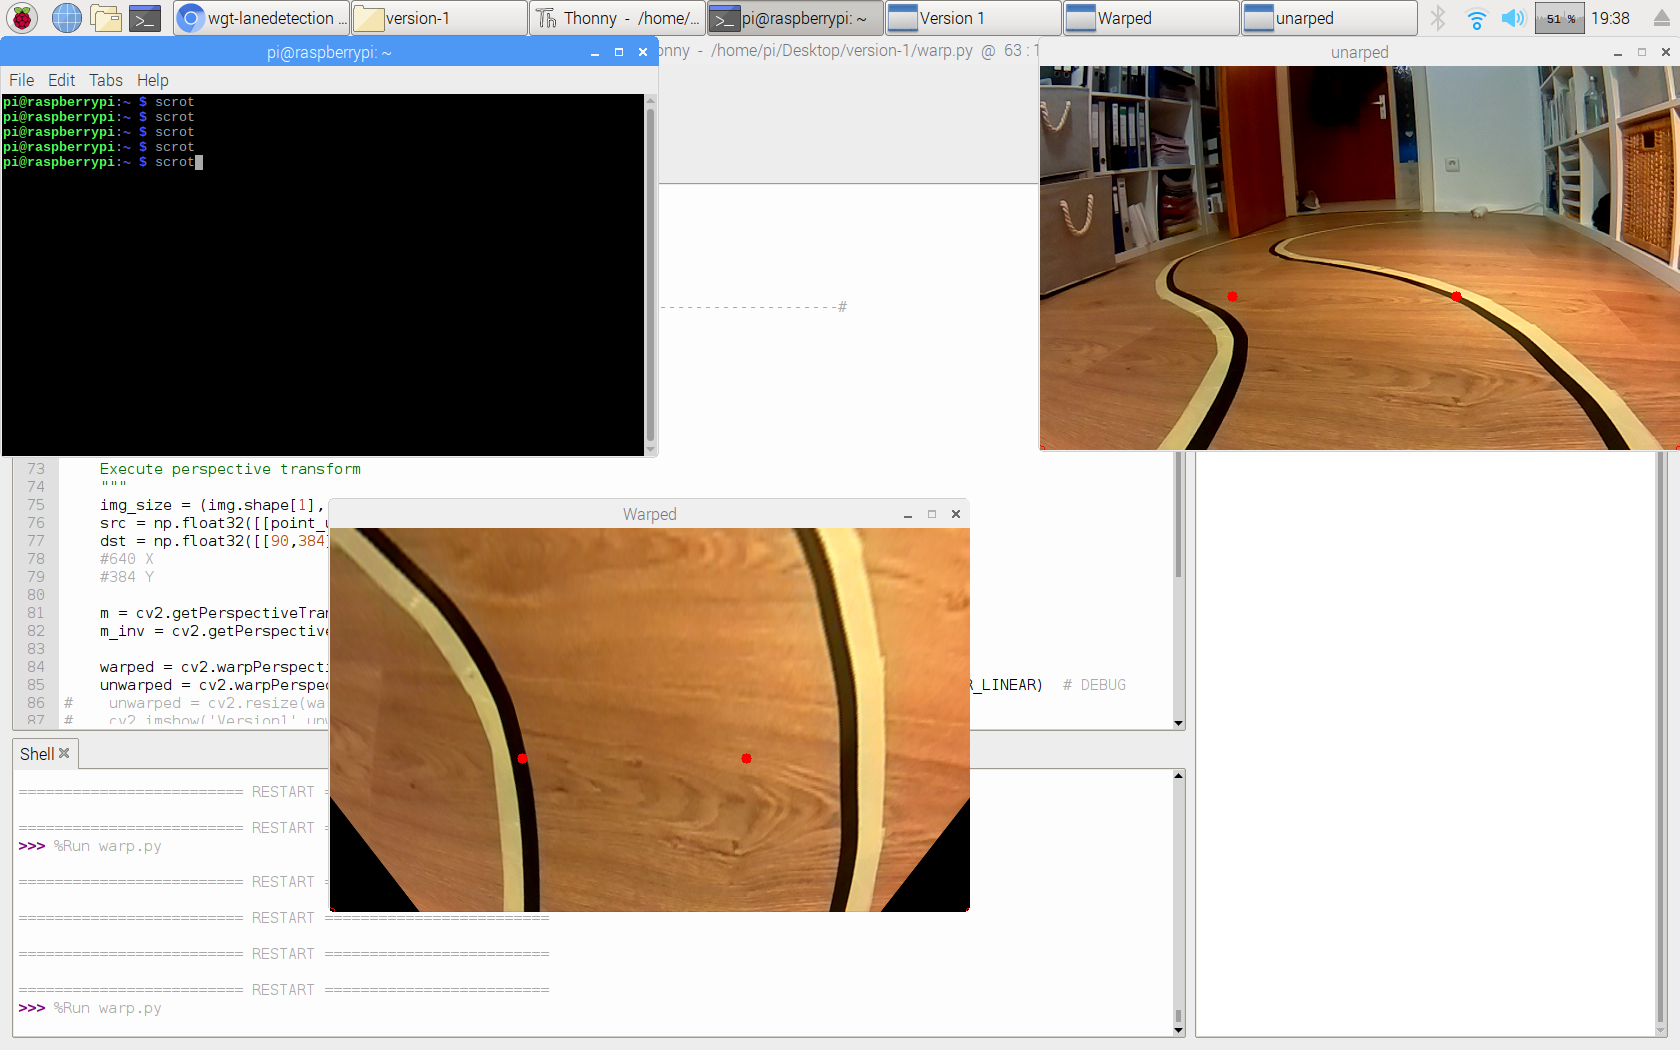 wgt-lanedetection ...
version-1
Thonny - /home/...
pi@raspberrypi: ~
Version 1
Warped
unarped
51 %
19:38
pi@raspberrypi: ~
onny - /home/pi/Desktop/version-1/warp.py @ 63 : 1
unarped
File Edit Tabs Help
pi@raspberrypi:~ $ scrot
pi@raspberrypi:~ $ scrot
pi@raspberrypi:~ $ scrot
pi@raspberrypi:~ $ scrot
pi@raspberrypi:~ $ scrot
--------------------#
73 Execute perspective transform
74 """
75 img_size = (img.shape[1],
76 src = np.float32([[point_
77 dst = np.float32([[90,384
78 #640 X
79 #384 Y
80
81 m = cv2.getPerspectiveTra
82 m_inv = cv2.getPerspective
83
84 warped = cv2.warpPerspect
85 unwarped = cv2.warpPerspe R_LINEAR) # DEBUG
86 # unwarped = cv2.resize(wa
87 # cv2.imshow('Version1',un
Warped
Shell
========================= RESTART =
========================= RESTART =
>>> %Run warp.py
========================= RESTART =
========================= RESTART =========================
========================= RESTART =========================
========================= RESTART =========================
>>> %Run warp.py